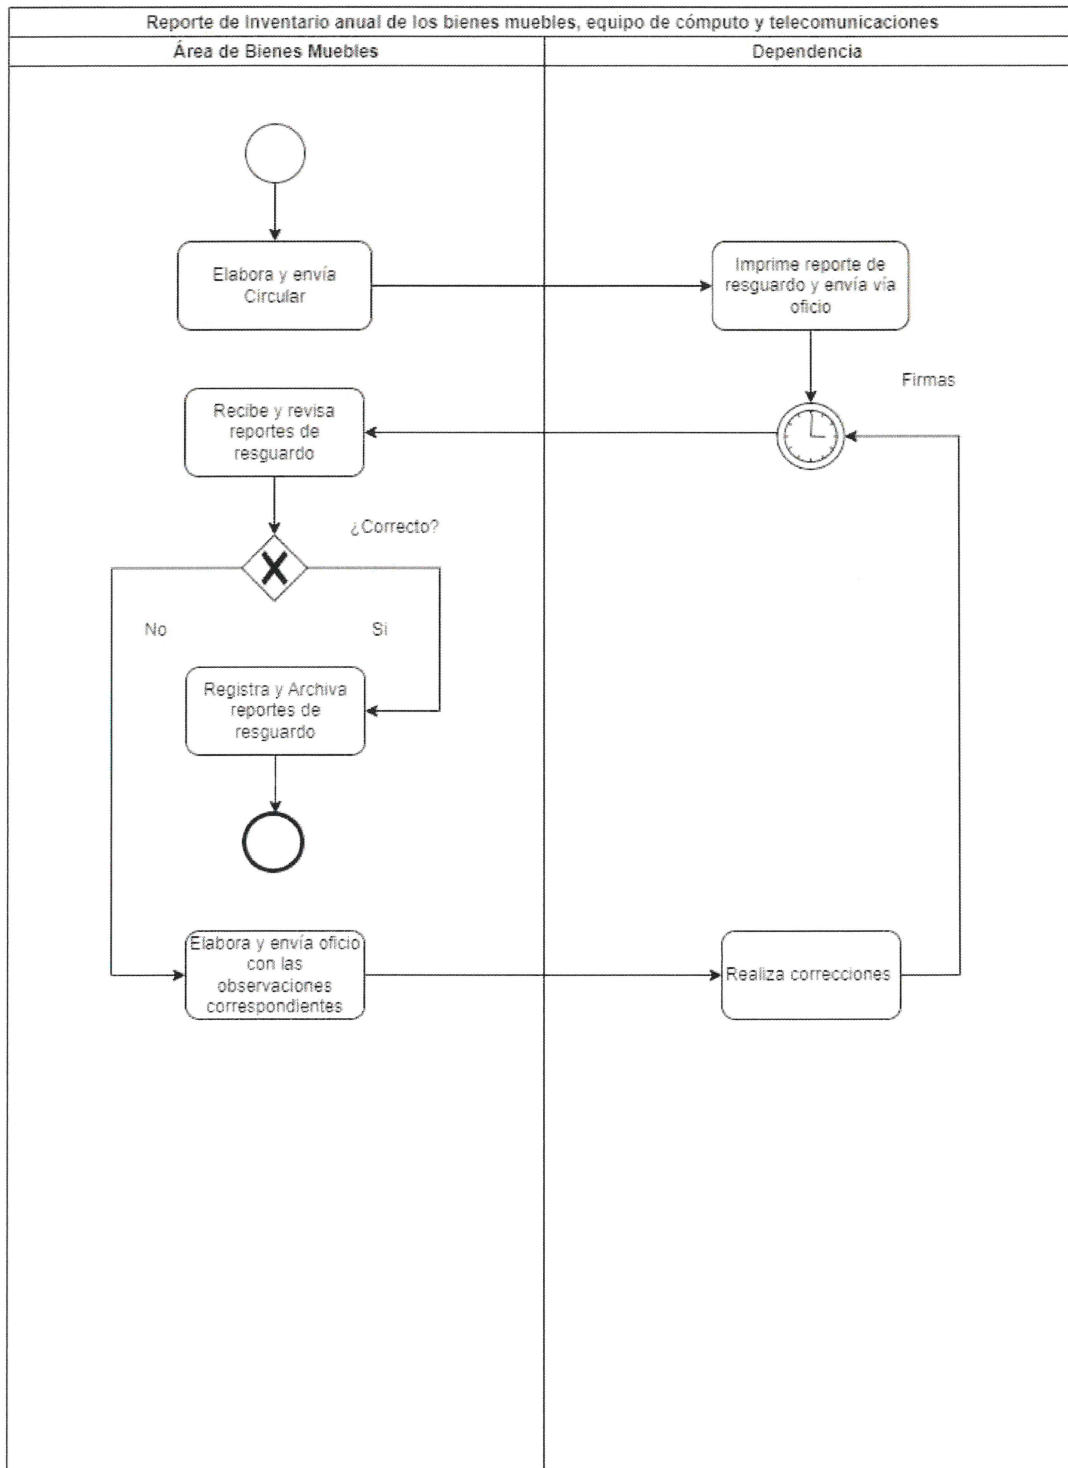 Reporte de Inventario anual de los bienes muebles, equipo de cómputo y telecomunicaciones
Área de Bienes Muebles
Dependencia
Elabora y envía
Circular
Imprime reporte de
resguardo y envía vía
oficio
Firmas
Recibe y revisa
reportes de
resguardo
¿Correcto?
No
Si
Registra y Archiva
reportes de
resguardo
Elabora y envía oficio
con las
observaciones
correspondientes
Realiza correcciones